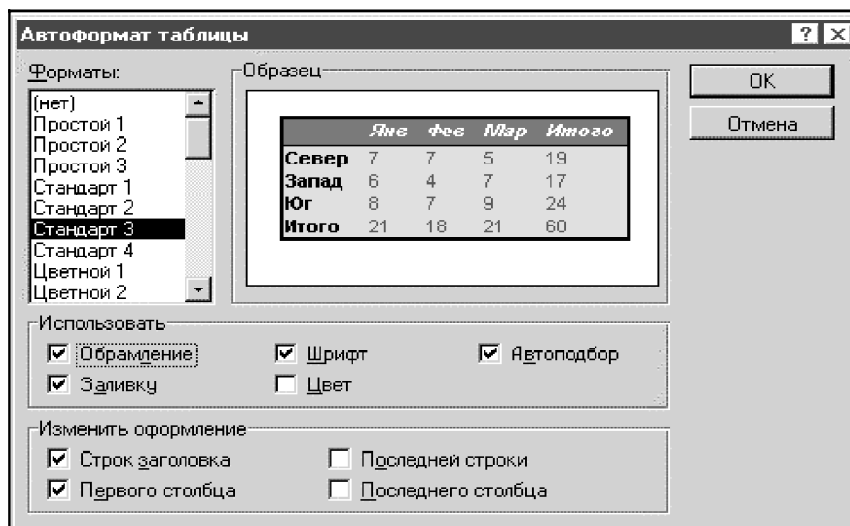 Автоформат таблицы
Форматы:
(нет)
Простой 1
Простой 2
Простой 3
Стандарт 1
Стандарт 2
Стандарт 3
Стандарт 4
Цветной 1
Цветной 2
Образец
Янв Фев Мар Итого
Север 7 7 5 19
Запад 6 4 7 17
Юг 8 7 9 24
Итого 21 18 21 60
ОК
Отмена
Использовать
Обрамление Шрифт Автоподбор
Заливку Цвет
Изменить оформление
Строк заголовка Последней строки
Первого столбца Последнего столбца